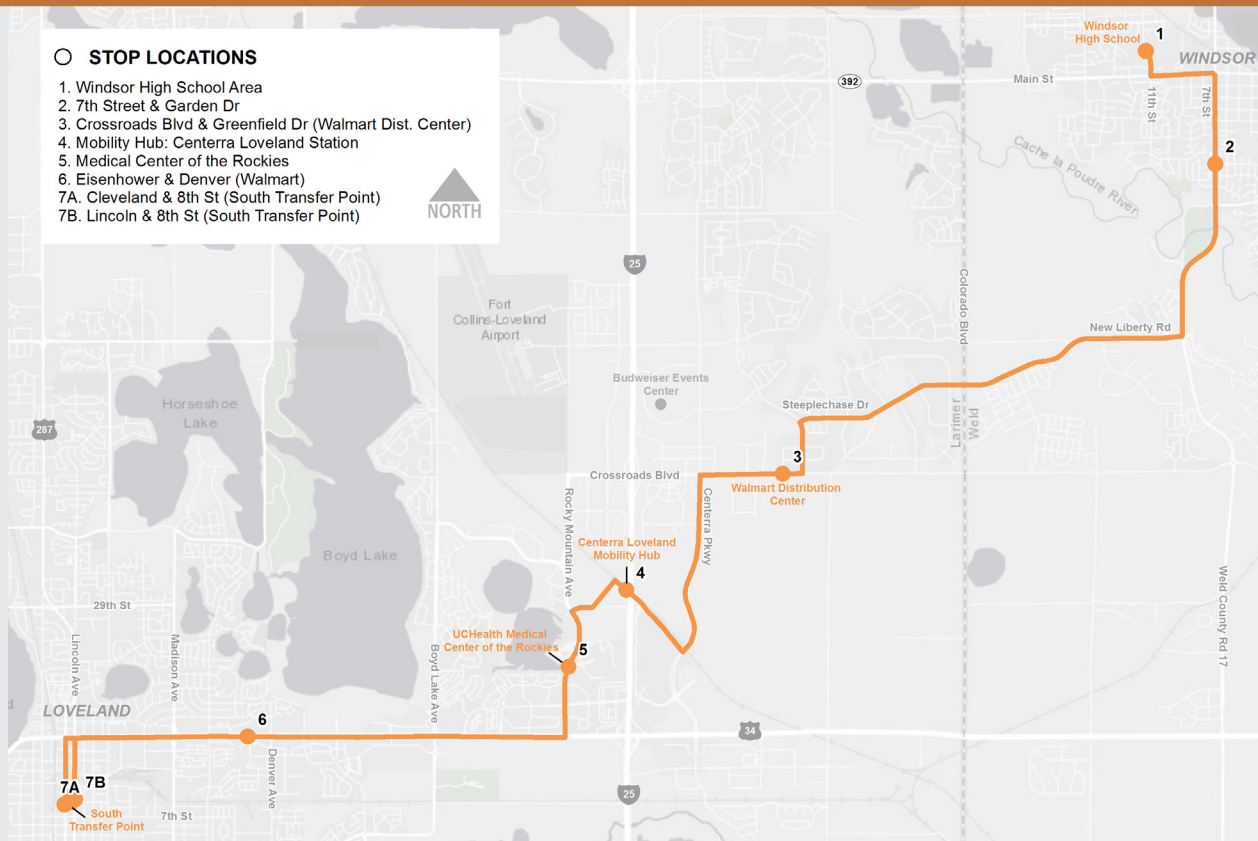 STOP LOCATIONS
1. Windsor High School Area
2. 7th Street & Garden Dr
3. Crossroads Blvd & Greenfield Dr (Walmart Dist. Center)
4. Mobility Hub: Centerra Loveland Station
5. Medical Center of the Rockies
6. Eisenhower & Denver (Walmart)
7A. Cleveland & 8th St (South Transfer Point)
7B. Lincoln & 8th St (South Transfer Point)
NORTH
Windsor
High School
1
WINDSOR
392
Main St
11th St
7th St
2
Cache la Poudre River
25
Colorado Blvd
Fort
Collins-Loveland
Airport
New Liberty Rd
Budweiser Events
Center
Horseshoe
Lake
Steeplechase Dr
Larimer
Weld
287
3
Crossroads Blvd
Walmart Distribution
Center
Rocky Mountain Ave
Centerra Pkwy
Centerra Loveland
Mobility Hub
4
Boyd Lake
Weld County Rd 17
29th St
UCHealth Medical
Center of the Rockies
5
Lincoln Ave
Madison Ave
Boyd Lake Ave
LOVELAND
6
34
Denver Ave
7A
7B
25
South
Transfer Point
7th St